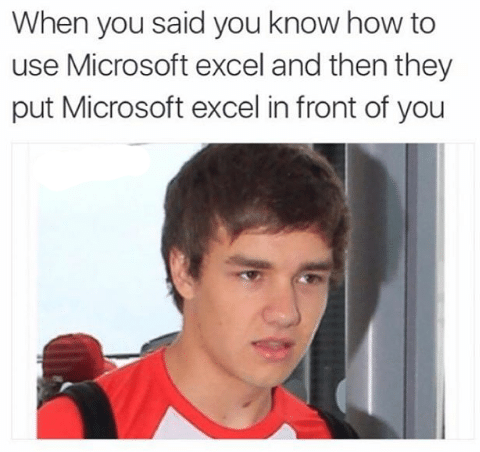 When you said you know how to
use Microsoft excel and then they
put Microsoft excel in front of you